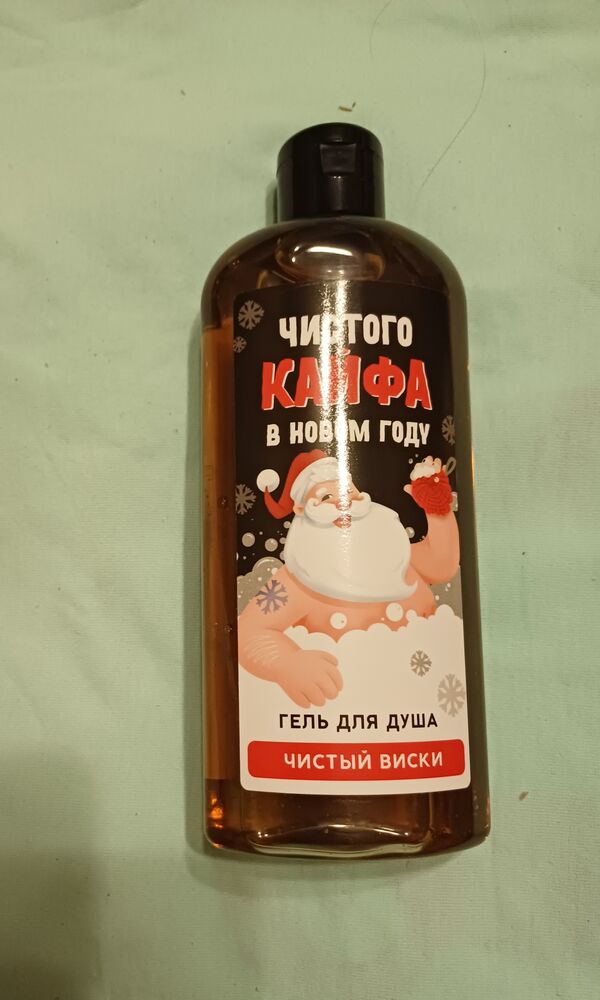 ЧИСТОГО
КАЙФА
В НОВОМ ГОДУ
ГЕЛЬ ДЛЯ ДУША
ЧИСТЫЙ ВИСКИ